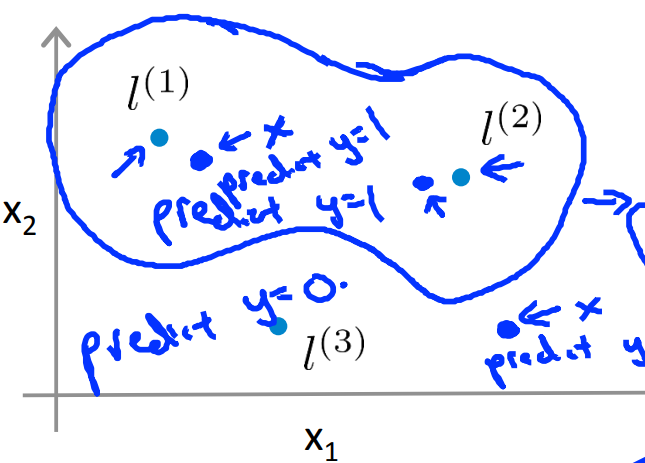 l^{(1)}
x
predict y=1
l^{(2)}
predict y=1
x_2
predict y=0.
l^{(3)}
x
predict y
x_1